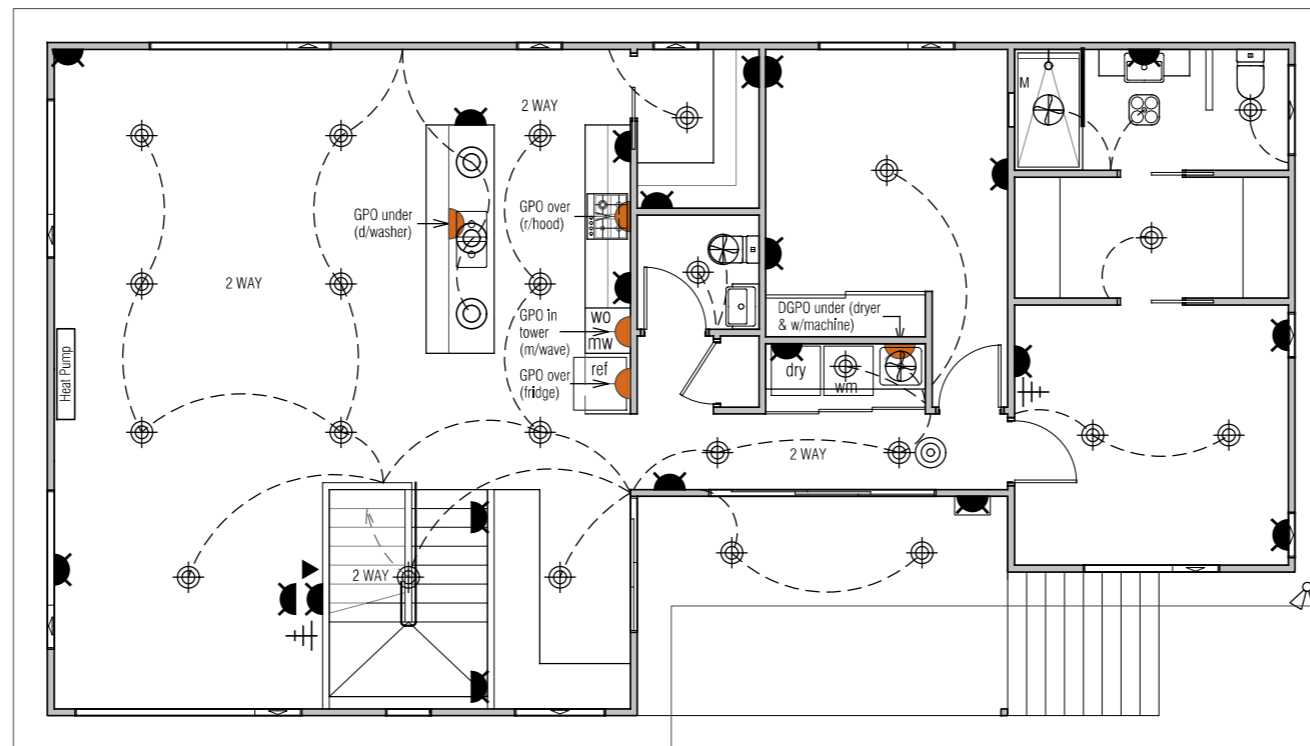 M
2 WAY
GPO under
(d/washer)
GPO over
(r/hood)
2 WAY
GPO in
tower
(m/wave)
wo
mw
DGPO under (dryer
& w/machine)
Heat Pump
GPO over
(fridge)
ref
dry
wm
2 WAY
2 WAY